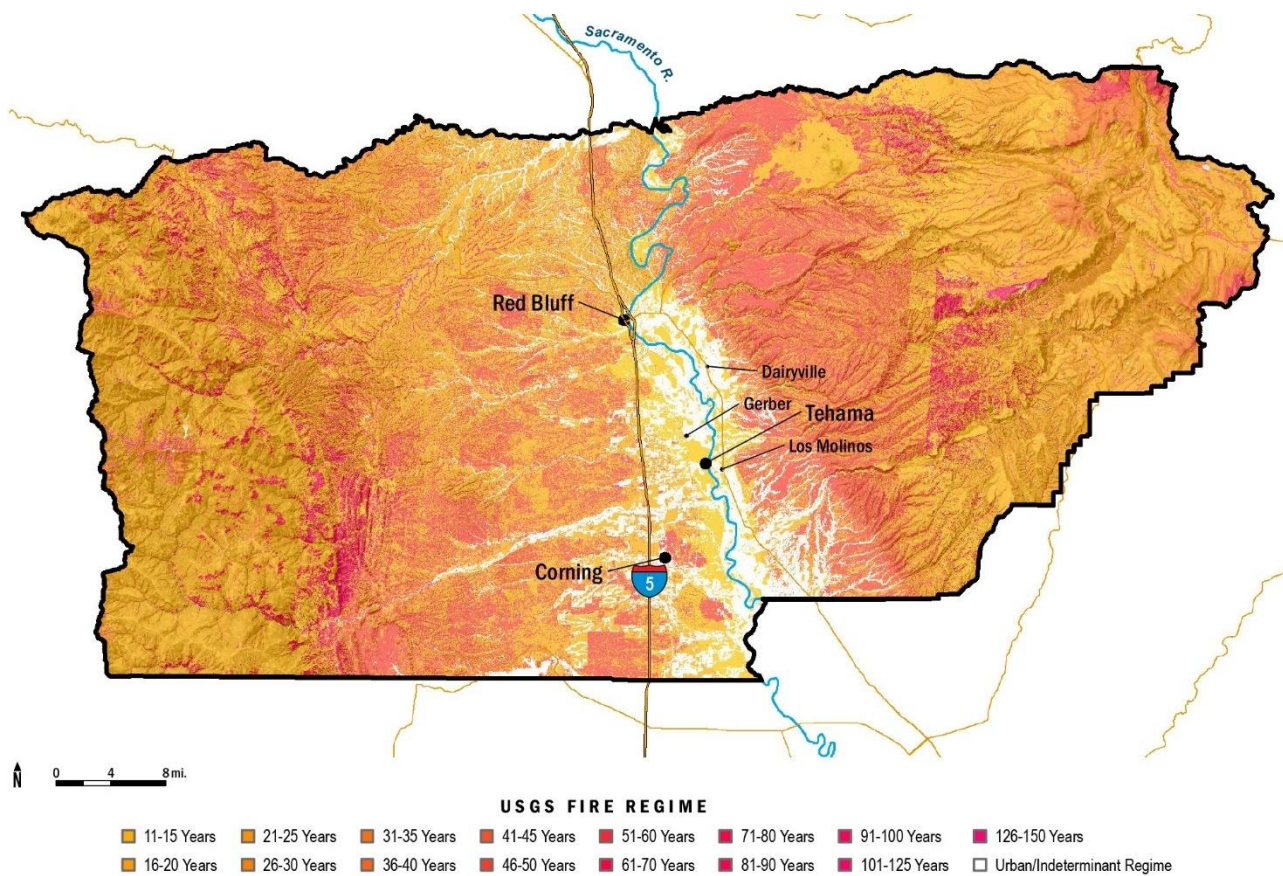 Sacramento R.
Red Bluff
Dairyville
Gerber
Tehama
Los Molinos
Corning
5
N
0 4 8 mi.
USGS FIRE REGIME
11-15 Years
21-25 Years
31-35 Years
41-45 Years
51-60 Years
71-80 Years
91-100 Years
126-150 Years
16-20 Years
26-30 Years
36-40 Years
46-50 Years
61-70 Years
81-90 Years
101-125 Years
Urban/Indeterminant Regime